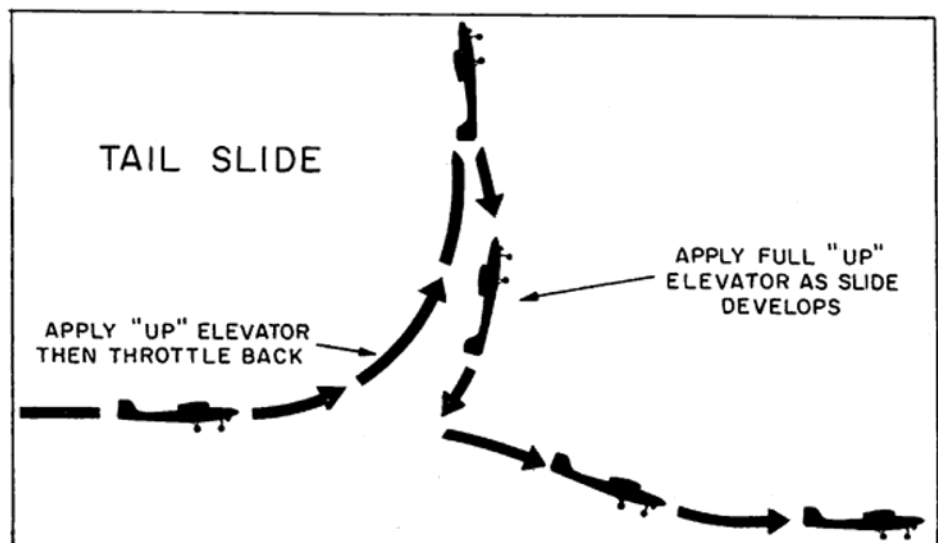 TAIL SLIDE
APPLY "UP" ELEVATOR
THEN THROTTLE BACK
APPLY FULL "UP"
ELEVATOR AS SLIDE
DEVELOPS